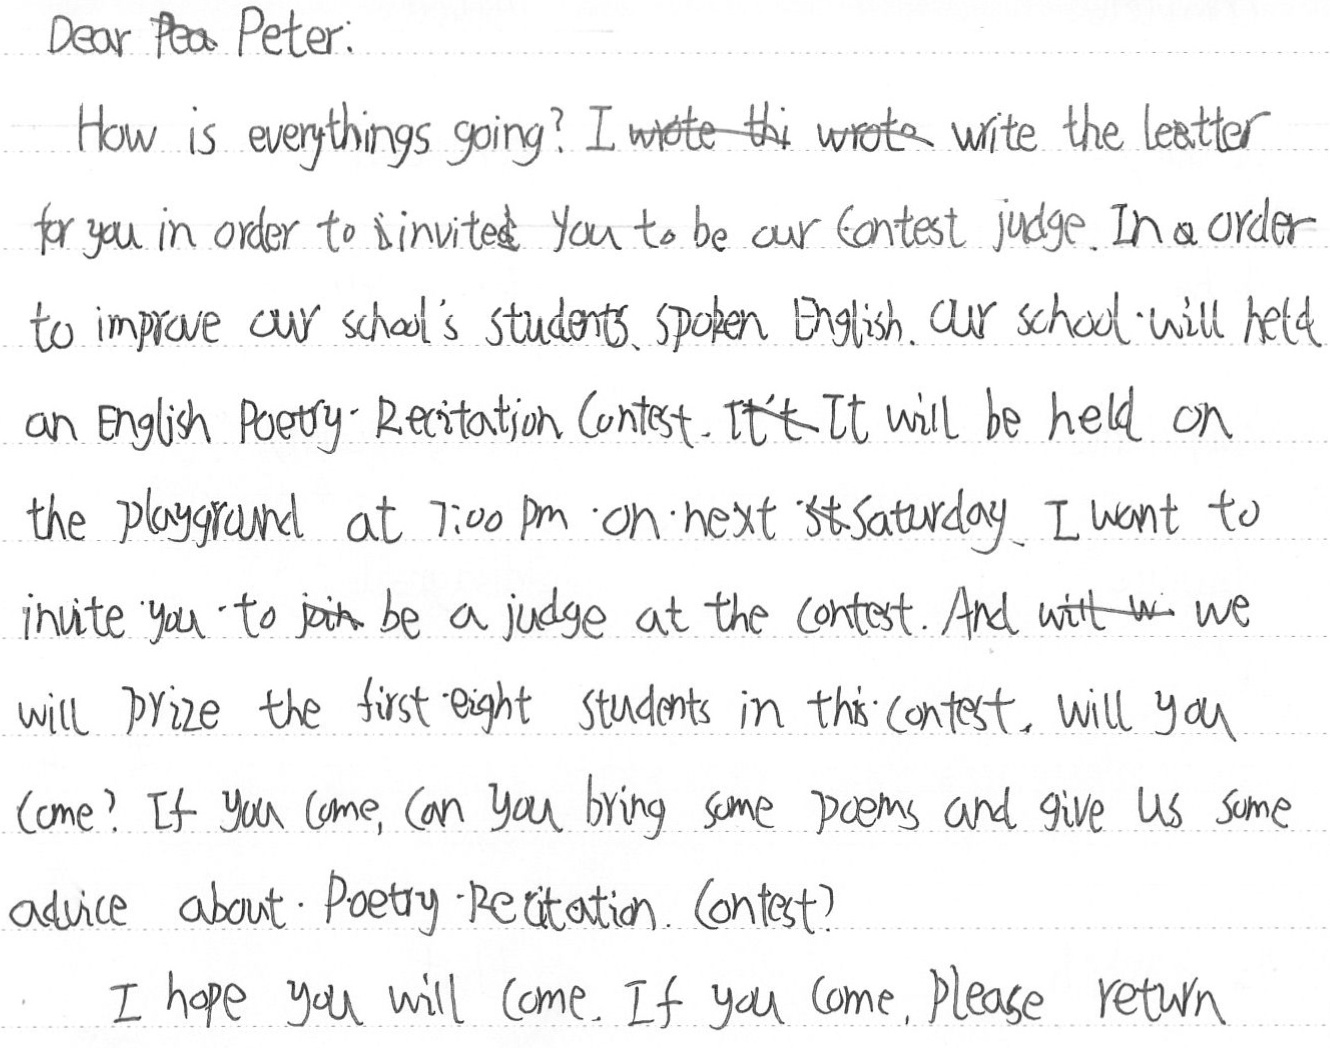 Dear Peter:
How is everythings going? I write the leatter
for you in order to invite you to be our Contest judge. In order
to improve our school's students spoken English. Our school will held
an English Poetry Recitation Contest. It will be held on
the playground at 7:00 pm on next Saturday. I want to
invite you to be a judge at the contest. And we
will prize the first eight students in this contest. Will you
come? If you come, can you bring some poems and give us some
advice about Poetry Recitation Contest?
I hope you will come. If you come, please return